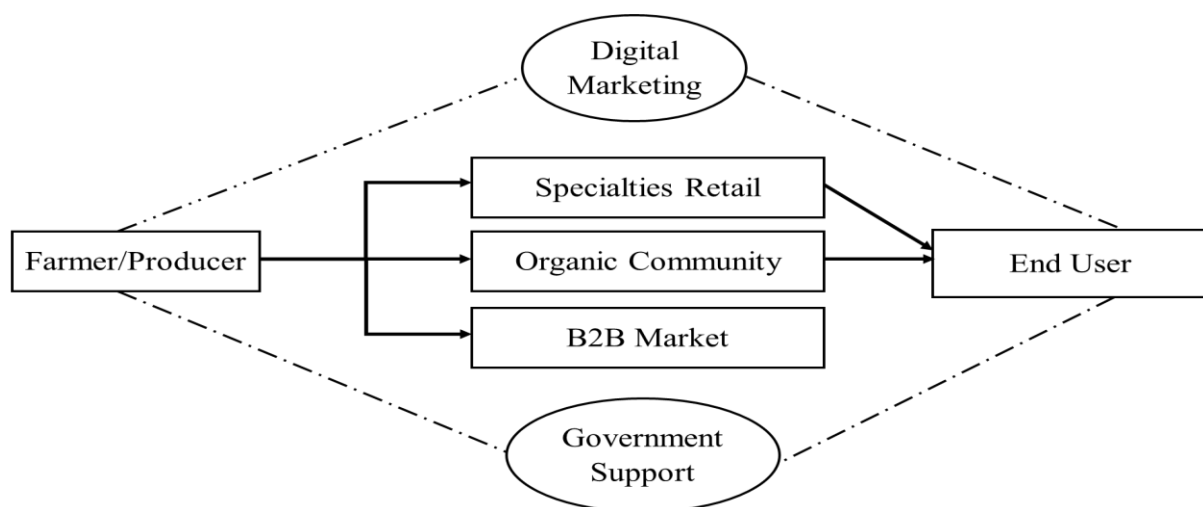 Digital
Marketing
Specialties Retail
Farmer/Producer
Organic Community
End User
B2B Market
Government
Support